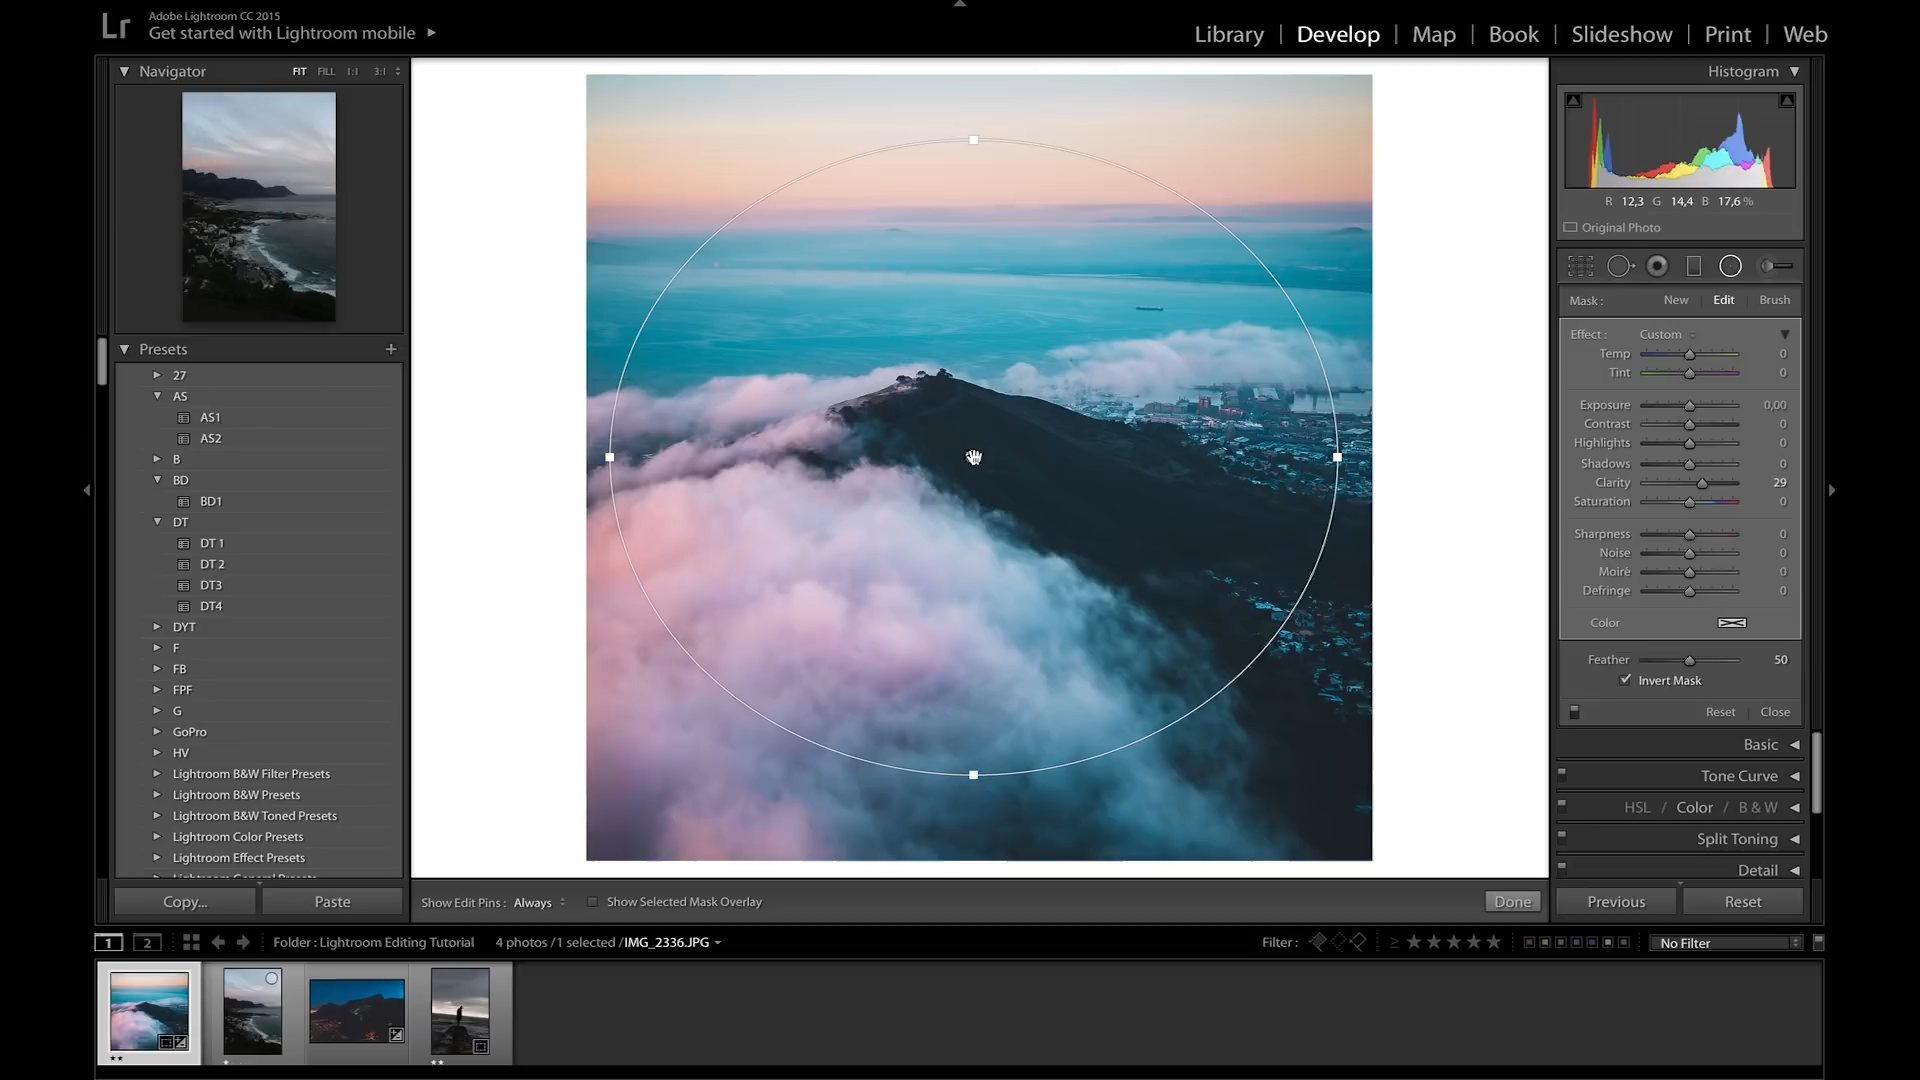 Lr
Adobe Lightroom CC 2015
Get started with Lightroom mobile
Library | Develop | Map | Book | Slideshow | Print | Web
Navigator FIT FILL 1:1 3:1
Presets +
27
AS
AS1
AS2
B
BD
BD1
DT
DT 1
DT 2
DT3
DT4
DYT
F
FB
FPF
G
GoPro
HV
Lightroom B&W Filter Presets
Lightroom B&W Presets
Lightroom B&W Toned Presets
Lightroom Color Presets
Lightroom Effect Presets
Copy... Paste
Show Edit Pins : Always Show Selected Mask Overlay Done
Histogram
R 12,3 G 14,4 B 17,6 %
Original Photo
Mask : New Edit Brush
Effect : Custom
Temp 0
Tint 0
Exposure 0,00
Contrast 0
Highlights 0
Shadows 0
Clarity 29
Saturation 0
Sharpness 0
Noise 0
Moiré 0
Defringe 0
Color
Feather 50
Invert Mask
Reset Close
Basic
Tone Curve
HSL / Color / B & W
Split Toning
Detail
Previous Reset
1 2 Folder : Lightroom Editing Tutorial 4 photos /1 selected /IMG_2336.JPG Filter : ≥ No Filter